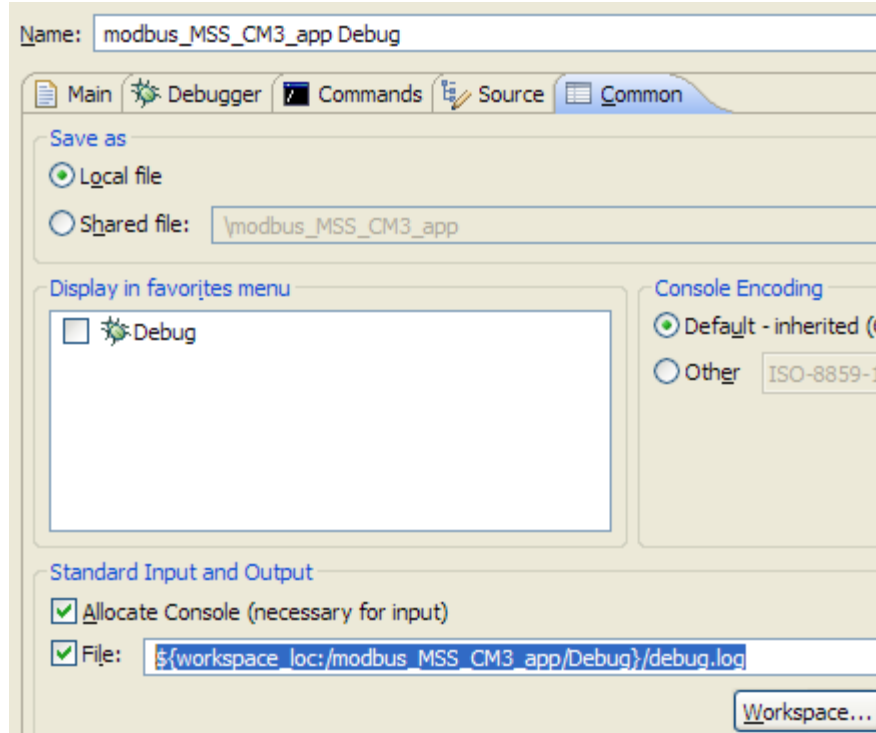 Name: modbus_MSS_CM3_app Debug
Main Debugger Commands Source Common
Save as
Local file
Shared file: \modbus_MSS_CM3_app
Display in favorites menu
Debug
Console Encoding
Default - inherited (
Other ISO-8859-1
Standard Input and Output
Allocate Console (necessary for input)
File: ${workspace_loc:/modbus_MSS_CM3_app/Debug}/debug.log
Workspace...